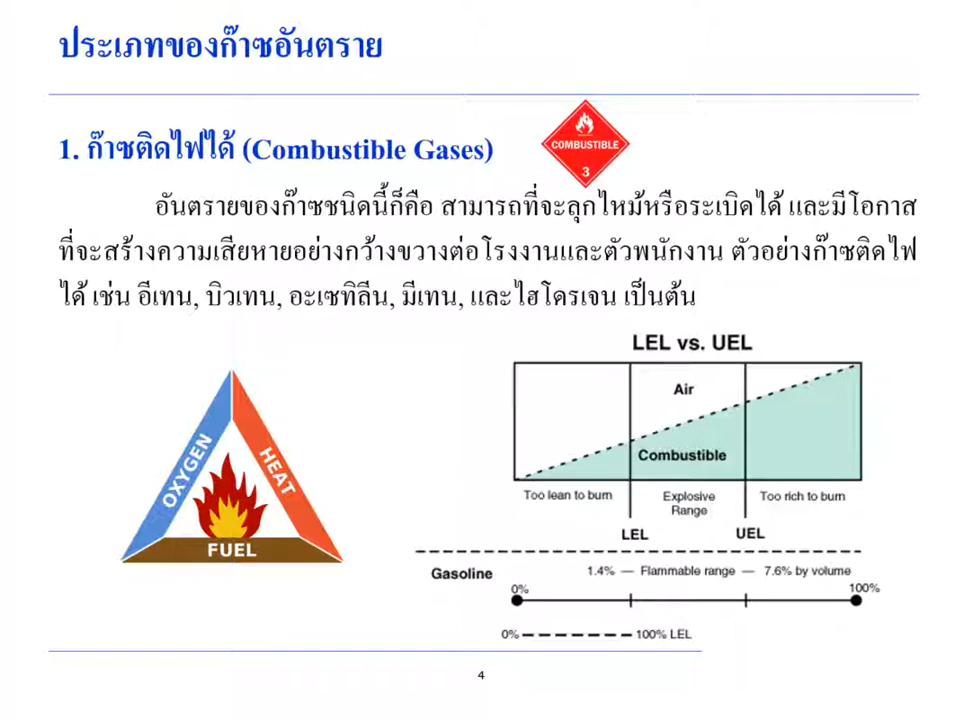 ประเภทของก๊าซอันตราย
1. ก๊าซติดไฟได้ (Combustible Gases)
COMBUSTIBLE
3
อันตรายของก๊าซชนิดนี้ก็คือ สามารถที่จะลุกไหม้หรือระเบิดได้ และมีโอกาส
ที่จะสร้างความเสียหายอย่างกว้างขวางต่อโรงงานและตัวพนักงาน ตัวอย่างก๊าซติดไฟ
ได้ เช่น อีเทน, บิวเทน, อะเซทิลีน, มีเทน, และไฮโดรเจน เป็นต้น
OXYGEN
HEAT
FUEL
LEL vs. UEL
Air
Combustible
Too lean to burn
Explosive
Range
Too rich to burn
LEL
UEL
Gasoline
1.4% — Flammable range — 7.6% by volume
0%
100%
0%
100% LEL
4